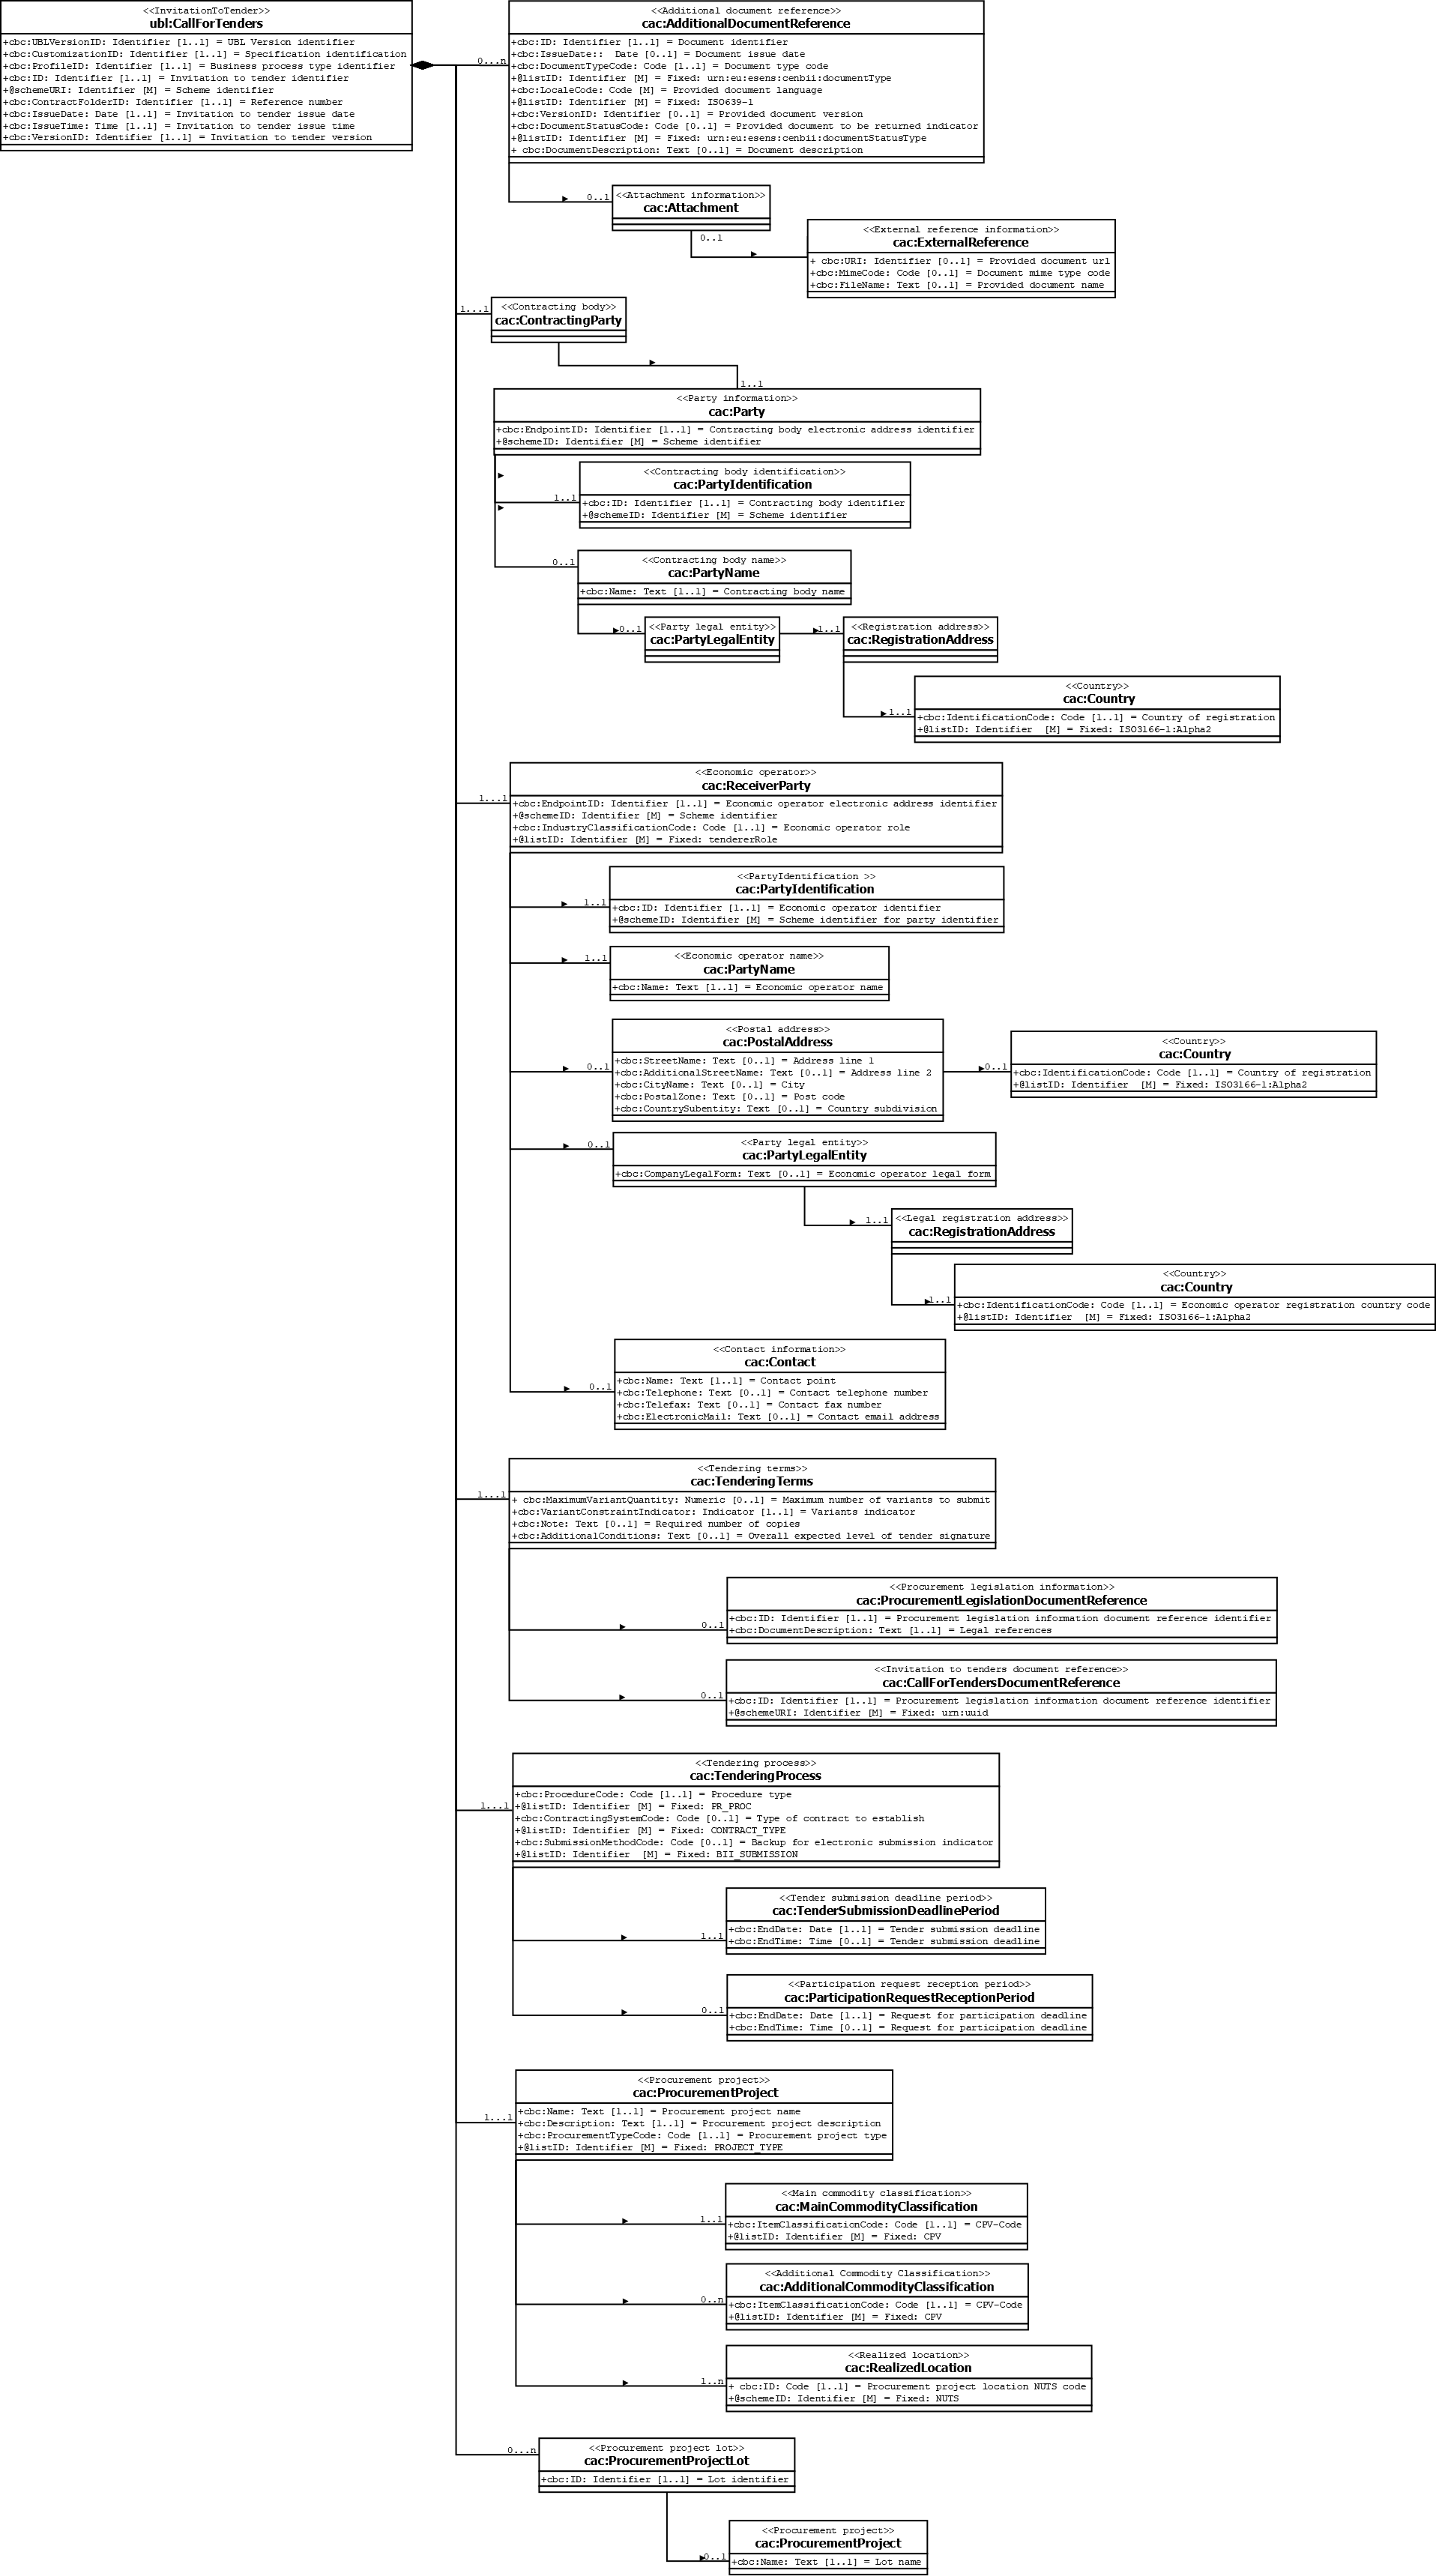 <<InvitationToTender>>
ubl:CallForTenders
+cbc:UBLVersionID: Identifier [1..1] = UBL Version identifier
+cbc:CustomizationID: Identifier [1..1] = Specification identification
+cbc:ProfileID: Identifier [1..1] = Business process type identifier
+cbc:ID: Identifier [1..1] = Invitation to tender identifier
+@schemeURI: Identifier [M] = Scheme identifier
+cbc:ContractFolderID: Identifier [1..1] = Reference number
+cbc:IssueDate: Date [1..1] = Invitation to tender issue date
+cbc:IssueTime: Time [1..1] = Invitation to tender issue time
+cbc:VersionID: Identifier [1..1] = Invitation to tender version
0...n
<<Additional document reference>>
cac:AdditionalDocumentReference
+cbc:ID: Identifier [1..1] = Document identifier
+cbc:IssueDate::  Date [0..1] = Document issue date
+cbc:DocumentTypeCode: Code [1..1] = Document type code
+@listID: Identifier [M] = Fixed: urn:eu:esens:cenbii:documentType
+cbc:LocaleCode: Code [M] = Provided document language
+@listID: Identifier [M] = Fixed: ISO639-1
+cbc:VersionID: Identifier [0..1] = Provided document version
+cbc:DocumentStatusCode: Code [0..1] = Provided document to be returned indicator
+@listID: Identifier [M] = Fixed: urn:eu:esens:cenbii:documentStatusType
+ cbc:DocumentDescription: Text [0..1] = Document description
0..1
<<Attachment information>>
cac:Attachment
0..1
<<External reference information>>
cac:ExternalReference
+ cbc:URI: Identifier [0..1] = Provided document url
+cbc:MimeCode: Code [0..1] = Document mime type code
+cbc:FileName: Text [0..1] = Provided document name
1...1
<<Contracting body>>
cac:ContractingParty
1..1
<<Party information>>
cac:Party
+cbc:EndpointID: Identifier [1..1] = Contracting body electronic address identifier
+@schemeID: Identifier [M] = Scheme identifier
1..1
<<Contracting body identification>>
cac:PartyIdentification
+cbc:ID: Identifier [1..1] = Contracting body identifier
+@schemeID: Identifier [M] = Scheme identifier
0..1
<<Contracting body name>>
cac:PartyName
+cbc:Name: Text [1..1] = Contracting body name
0..1
<<Party legal entity>>
cac:PartyLegalEntity
1..1
<<Registration address>>
cac:RegistrationAddress
1..1
<<Country>>
cac:Country
+cbc:IdentificationCode: Code [1..1] = Country of registration
+@listID: Identifier  [M] = Fixed: ISO3166-1:Alpha2
1...1
<<Economic operator>>
cac:ReceiverParty
+cbc:EndpointID: Identifier [1..1] = Economic operator electronic address identifier
+@schemeID: Identifier [M] = Scheme identifier
+cbc:IndustryClassificationCode: Code [1..1] = Economic operator role
+@listID: Identifier [M] = Fixed: tendererRole
1..1
<<PartyIdentification >>
cac:PartyIdentification
+cbc:ID: Identifier [1..1] = Economic operator identifier
+@schemeID: Identifier [M] = Scheme identifier for party identifier
1..1
<<Economic operator name>>
cac:PartyName
+cbc:Name: Text [1..1] = Economic operator name
0..1
<<Postal address>>
cac:PostalAddress
+cbc:StreetName: Text [0..1] = Address line 1
+cbc:AdditionalStreetName: Text [0..1] = Address line 2
+cbc:CityName: Text [0..1] = City
+cbc:PostalZone: Text [0..1] = Post code
+cbc:CountrySubentity: Text [0..1] = Country subdivision
0..1
<<Country>>
cac:Country
+cbc:IdentificationCode: Code [1..1] = Country of registration
+@listID: Identifier  [M] = Fixed: ISO3166-1:Alpha2
0..1
<<Party legal entity>>
cac:PartyLegalEntity
+cbc:CompanyLegalForm: Text [0..1] = Economic operator legal form
1..1
<<Legal registration address>>
cac:RegistrationAddress
1..1
<<Country>>
cac:Country
+cbc:IdentificationCode: Code [1..1] = Economic operator registration country code
+@listID: Identifier  [M] = Fixed: ISO3166-1:Alpha2
0..1
<<Contact information>>
cac:Contact
+cbc:Name: Text [1..1] = Contact point
+cbc:Telephone: Text [0..1] = Contact telephone number
+cbc:Telefax: Text [0..1] = Contact fax number
+cbc:ElectronicMail: Text [0..1] = Contact email address
1...1
<<Tendering terms>>
cac:TenderingTerms
+ cbc:MaximumVariantQuantity: Numeric [0..1] = Maximum number of variants to submit
+cbc:VariantConstraintIndicator: Indicator [1..1] = Variants indicator
+cbc:Note: Text [0..1] = Required number of copies
+cbc:AdditionalConditions: Text [0..1] = Overall expected level of tender signature
0..1
<<Procurement legislation information>>
cac:ProcurementLegislationDocumentReference
+cbc:ID: Identifier [1..1] = Procurement legislation information document reference identifier
+cbc:DocumentDescription: Text [1..1] = Legal references
0..1
<<Invitation to tenders document reference>>
cac:CallForTendersDocumentReference
+cbc:ID: Identifier [1..1] = Procurement legislation information document reference identifier
+@schemeURI: Identifier [M] = Fixed: urn:uuid
1...1
<<Tendering process>>
cac:TenderingProcess
+cbc:ProcedureCode: Code [1..1] = Procedure type
+@listID: Identifier [M] = Fixed: PR_PROC
+cbc:ContractingSystemCode: Code [0..1] = Type of contract to establish
+@listID: Identifier [M] = Fixed: CONTRACT_TYPE
+cbc:SubmissionMethodCode: Code [0..1] = Backup for electronic submission indicator
+@listID: Identifier  [M] = Fixed: BII_SUBMISSION
1..1
<<Tender submission deadline period>>
cac:TenderSubmissionDeadlinePeriod
+cbc:EndDate: Date [1..1] = Tender submission deadline
+cbc:EndTime: Time [0..1] = Tender submission deadline
0..1
<<Participation request reception period>>
cac:ParticipationRequestReceptionPeriod
+cbc:EndDate: Date [1..1] = Request for participation deadline
+cbc:EndTime: Time [0..1] = Request for participation deadline
1...1
<<Procurement project>>
cac:ProcurementProject
+cbc:Name: Text [1..1] = Procurement project name
+cbc:Description: Text [1..1] = Procurement project description
+cbc:ProcurementTypeCode: Code [1..1] = Procurement project type
+@listID: Identifier [M] = Fixed: PROJECT_TYPE
1..1
<<Main commodity classification>>
cac:MainCommodityClassification
+cbc:ItemClassificationCode: Code [1..1] = CPV-Code
+@listID: Identifier [M] = Fixed: CPV
0..n
<<Additional Commodity Classification>>
cac:AdditionalCommodityClassification
+cbc:ItemClassificationCode: Code [1..1] = CPV-Code
+@listID: Identifier [M] = Fixed: CPV
1..n
<<Realized location>>
cac:RealizedLocation
+ cbc:ID: Code [1..1] = Procurement project location NUTS code
+@schemeID: Identifier [M] = Fixed: NUTS
0...n
<<Procurement project lot>>
cac:ProcurementProjectLot
+cbc:ID: Identifier [1..1] = Lot identifier
0..1
<<Procurement project>>
cac:ProcurementProject
+cbc:Name: Text [1..1] = Lot name